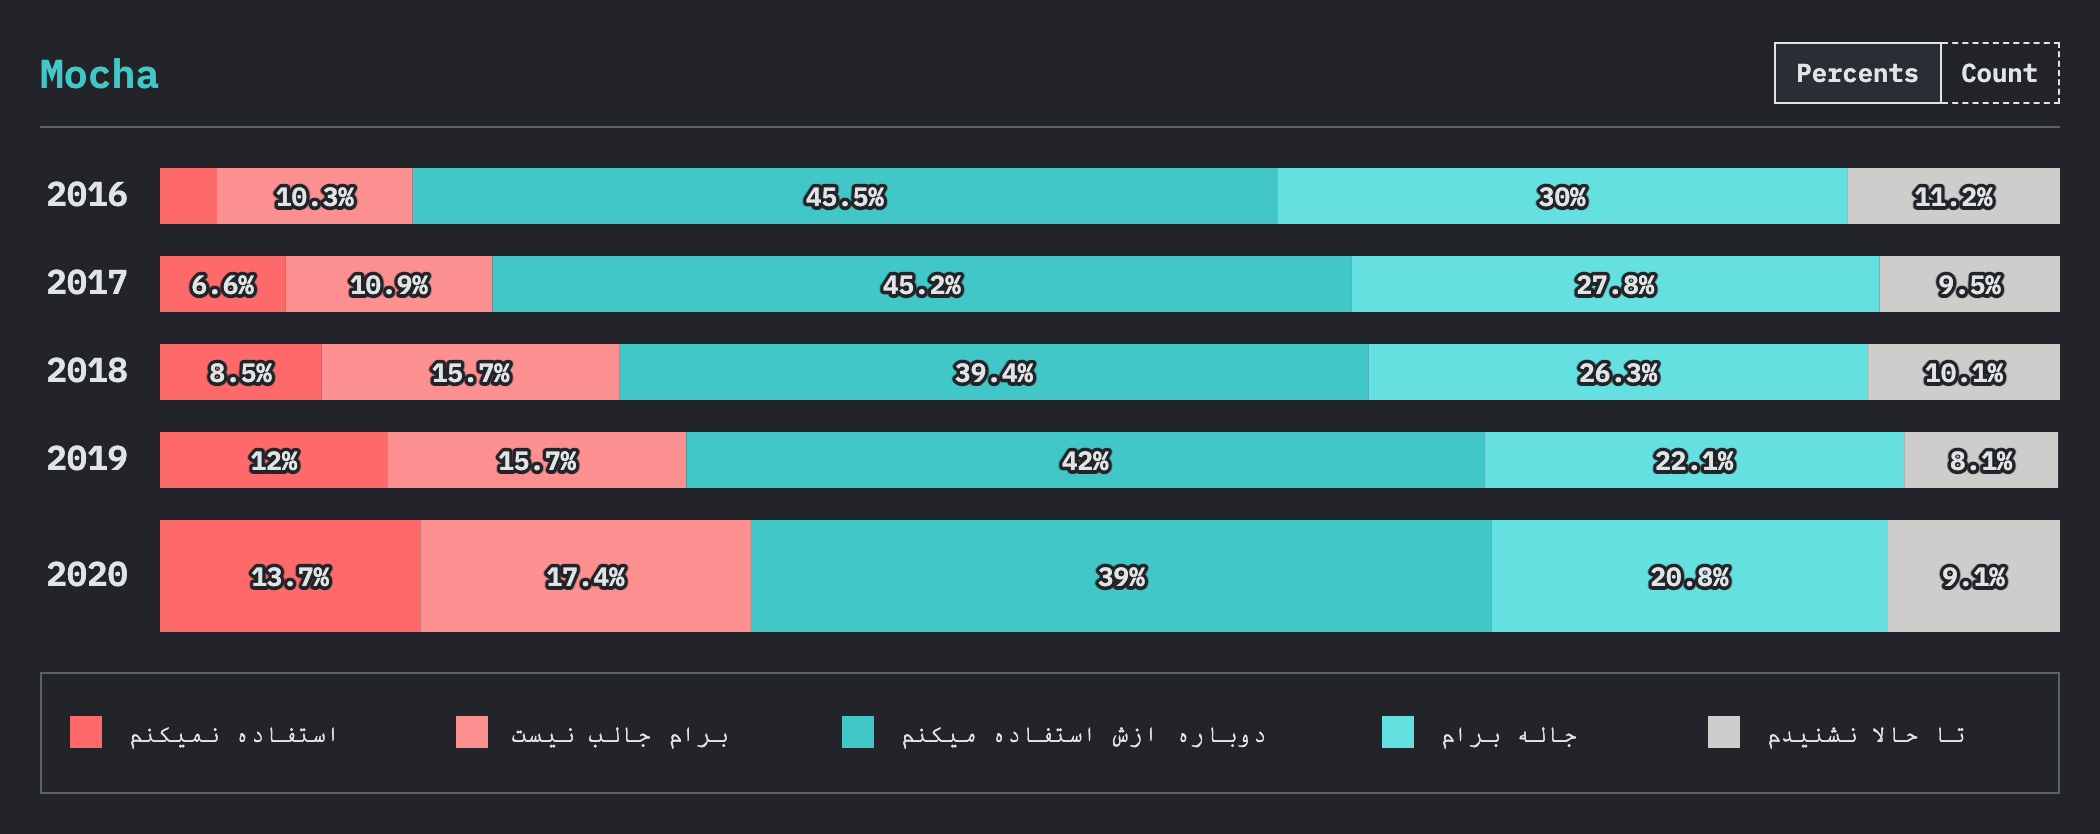 Mocha
Percents Count
2016 10.3% 45.5% 30% 11.2%
2017 6.6% 10.9% 45.2% 27.8% 9.5%
2018 8.5% 15.7% 39.4% 26.3% 10.1%
2019 12% 15.7% 42% 22.1% 8.1%
2020 13.7% 17.4% 39% 20.8% 9.1%
استفاده نمیکنم برام جالب نیست دوباره ازش استفاده میکنم جاله برام تا حالا نشنیدم